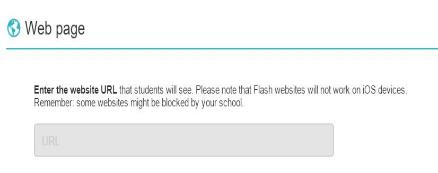 Web page
Enter the website URL that students will see. Please note that Flash websites will not work on iOS devices.
Remember: some websites might be blocked by your school.
URL